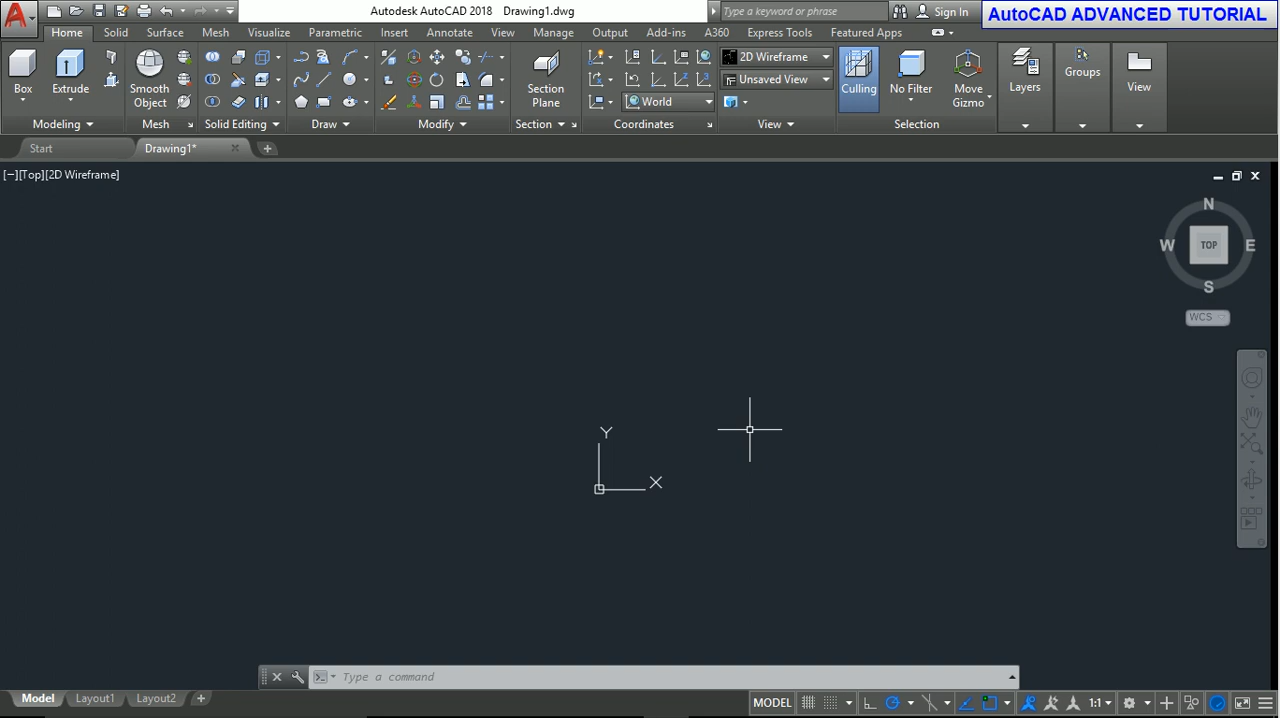 Autodesk AutoCAD 2018 Drawing1.dwg Type a keyword or phrase Sign In AutoCAD ADVANCED TUTORIAL
Home Solid Surface Mesh Visualize Parametric Insert Annotate View Manage Output Add-ins A360 Express Tools Featured Apps
2D Wireframe
Unsaved View
World
Box Extrude Smooth Object Section Plane Culling No Filter Move Gizmo Layers Groups View
Modeling Mesh Solid Editing Draw Modify Section Coordinates View Selection
Start Drawing1*
[−][Top][2D Wireframe]
N
W TOP E
S
WCS
Y
X
Type a command
Model Layout1 Layout2 MODEL 1:1